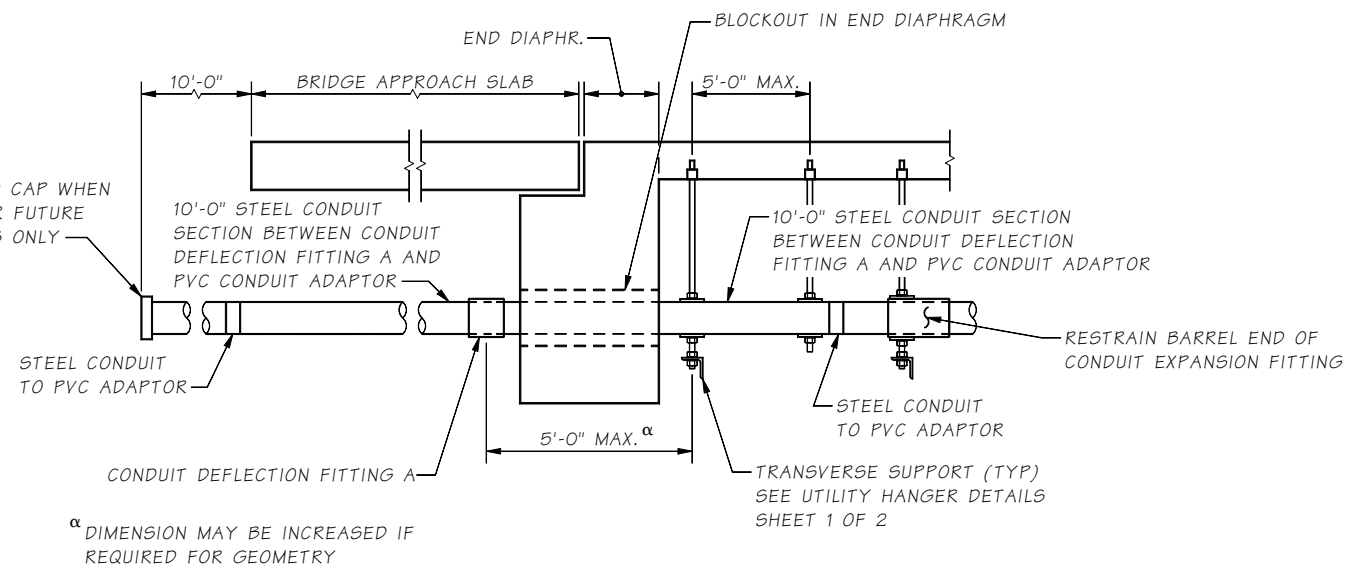 BLOCKOUT IN END DIAPHRAGM
END DIAPHR.
10'-0"
BRIDGE APPROACH SLAB
5'-0" MAX.
CAP WHEN
FUTURE
ONLY
10'-0" STEEL CONDUIT
SECTION BETWEEN CONDUIT
DEFLECTION FITTING A AND
PVC CONDUIT ADAPTOR
10'-0" STEEL CONDUIT SECTION
BETWEEN CONDUIT DEFLECTION
FITTING A AND PVC CONDUIT ADAPTOR
STEEL CONDUIT
TO PVC ADAPTOR
RESTRAIN BARREL END OF
CONDUIT EXPANSION FITTING
STEEL CONDUIT
TO PVC ADAPTOR
5'-0" MAX. α
CONDUIT DEFLECTION FITTING A
TRANSVERSE SUPPORT (TYP)
SEE UTILITY HANGER DETAILS
SHEET 1 OF 2
α DIMENSION MAY BE INCREASED IF
REQUIRED FOR GEOMETRY